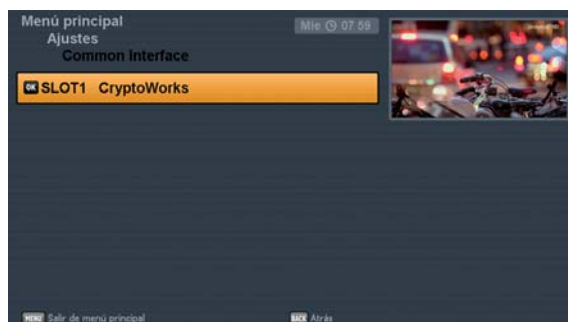 Menú principal
Mie 07 59
Ajustes
Common Interface
OK SLOT1 CryptoWorks
MENU Salir de menú principal
BACK Atrás